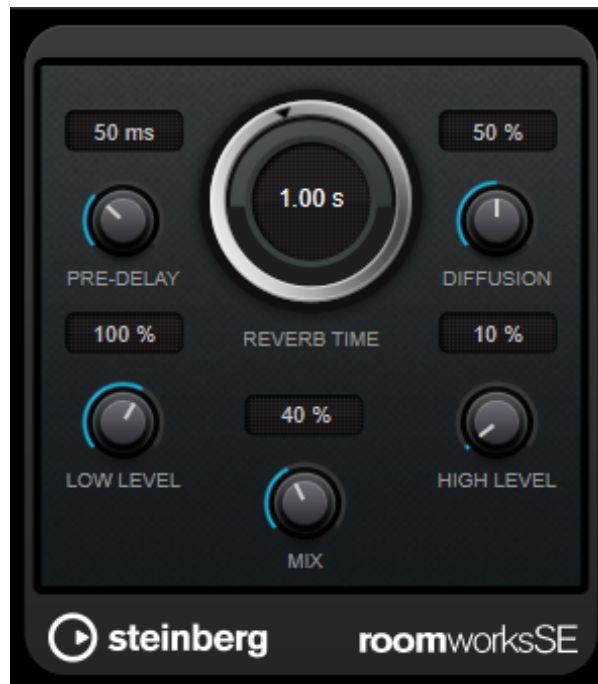 50 ms
1.00 s
50 %
PRE-DELAY
DIFFUSION
100 %
REVERB TIME
10 %
40 %
LOW LEVEL
HIGH LEVEL
MIX
steinberg
roomworksSE